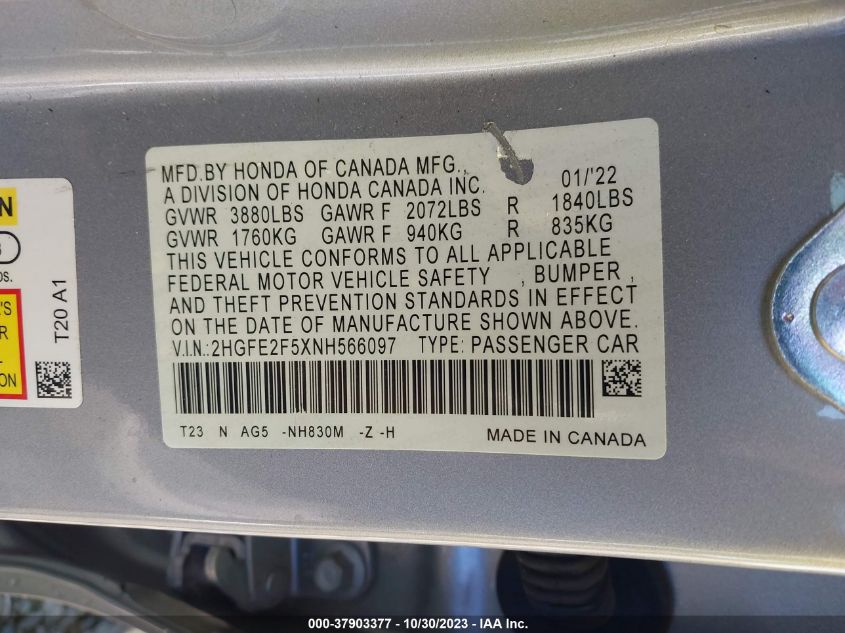 MFD.BY HONDA OF CANADA MFG.,
A DIVISION OF HONDA CANADA INC. 01/'22
GVWR 3880LBS GAWR F 2072LBS R 1840LBS
GVWR 1760KG GAWR F 940KG R 835KG
THIS VEHICLE CONFORMS TO ALL APPLICABLE
FEDERAL MOTOR VEHICLE SAFETY , BUMPER ,
AND THEFT PREVENTION STANDARDS IN EFFECT
ON THE DATE OF MANUFACTURE SHOWN ABOVE.
V.I.N.:2HGFE2F5XNH566097 TYPE: PASSENGER CAR
T23 N AG5 -NH830M -Z -H MADE IN CANADA
T20 A1
000-37903377 - 10/30/2023 - IAA Inc.